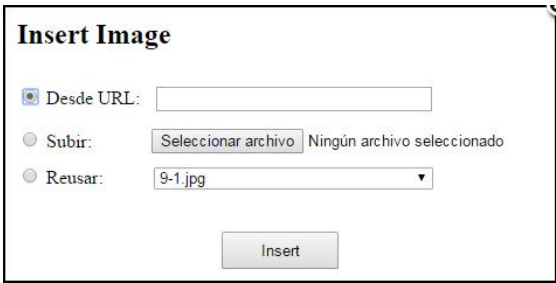 Insert Image
Desde URL:
Subir: Seleccionar archivo Ningún archivo seleccionado
Reusar: 9-1.jpg
Insert